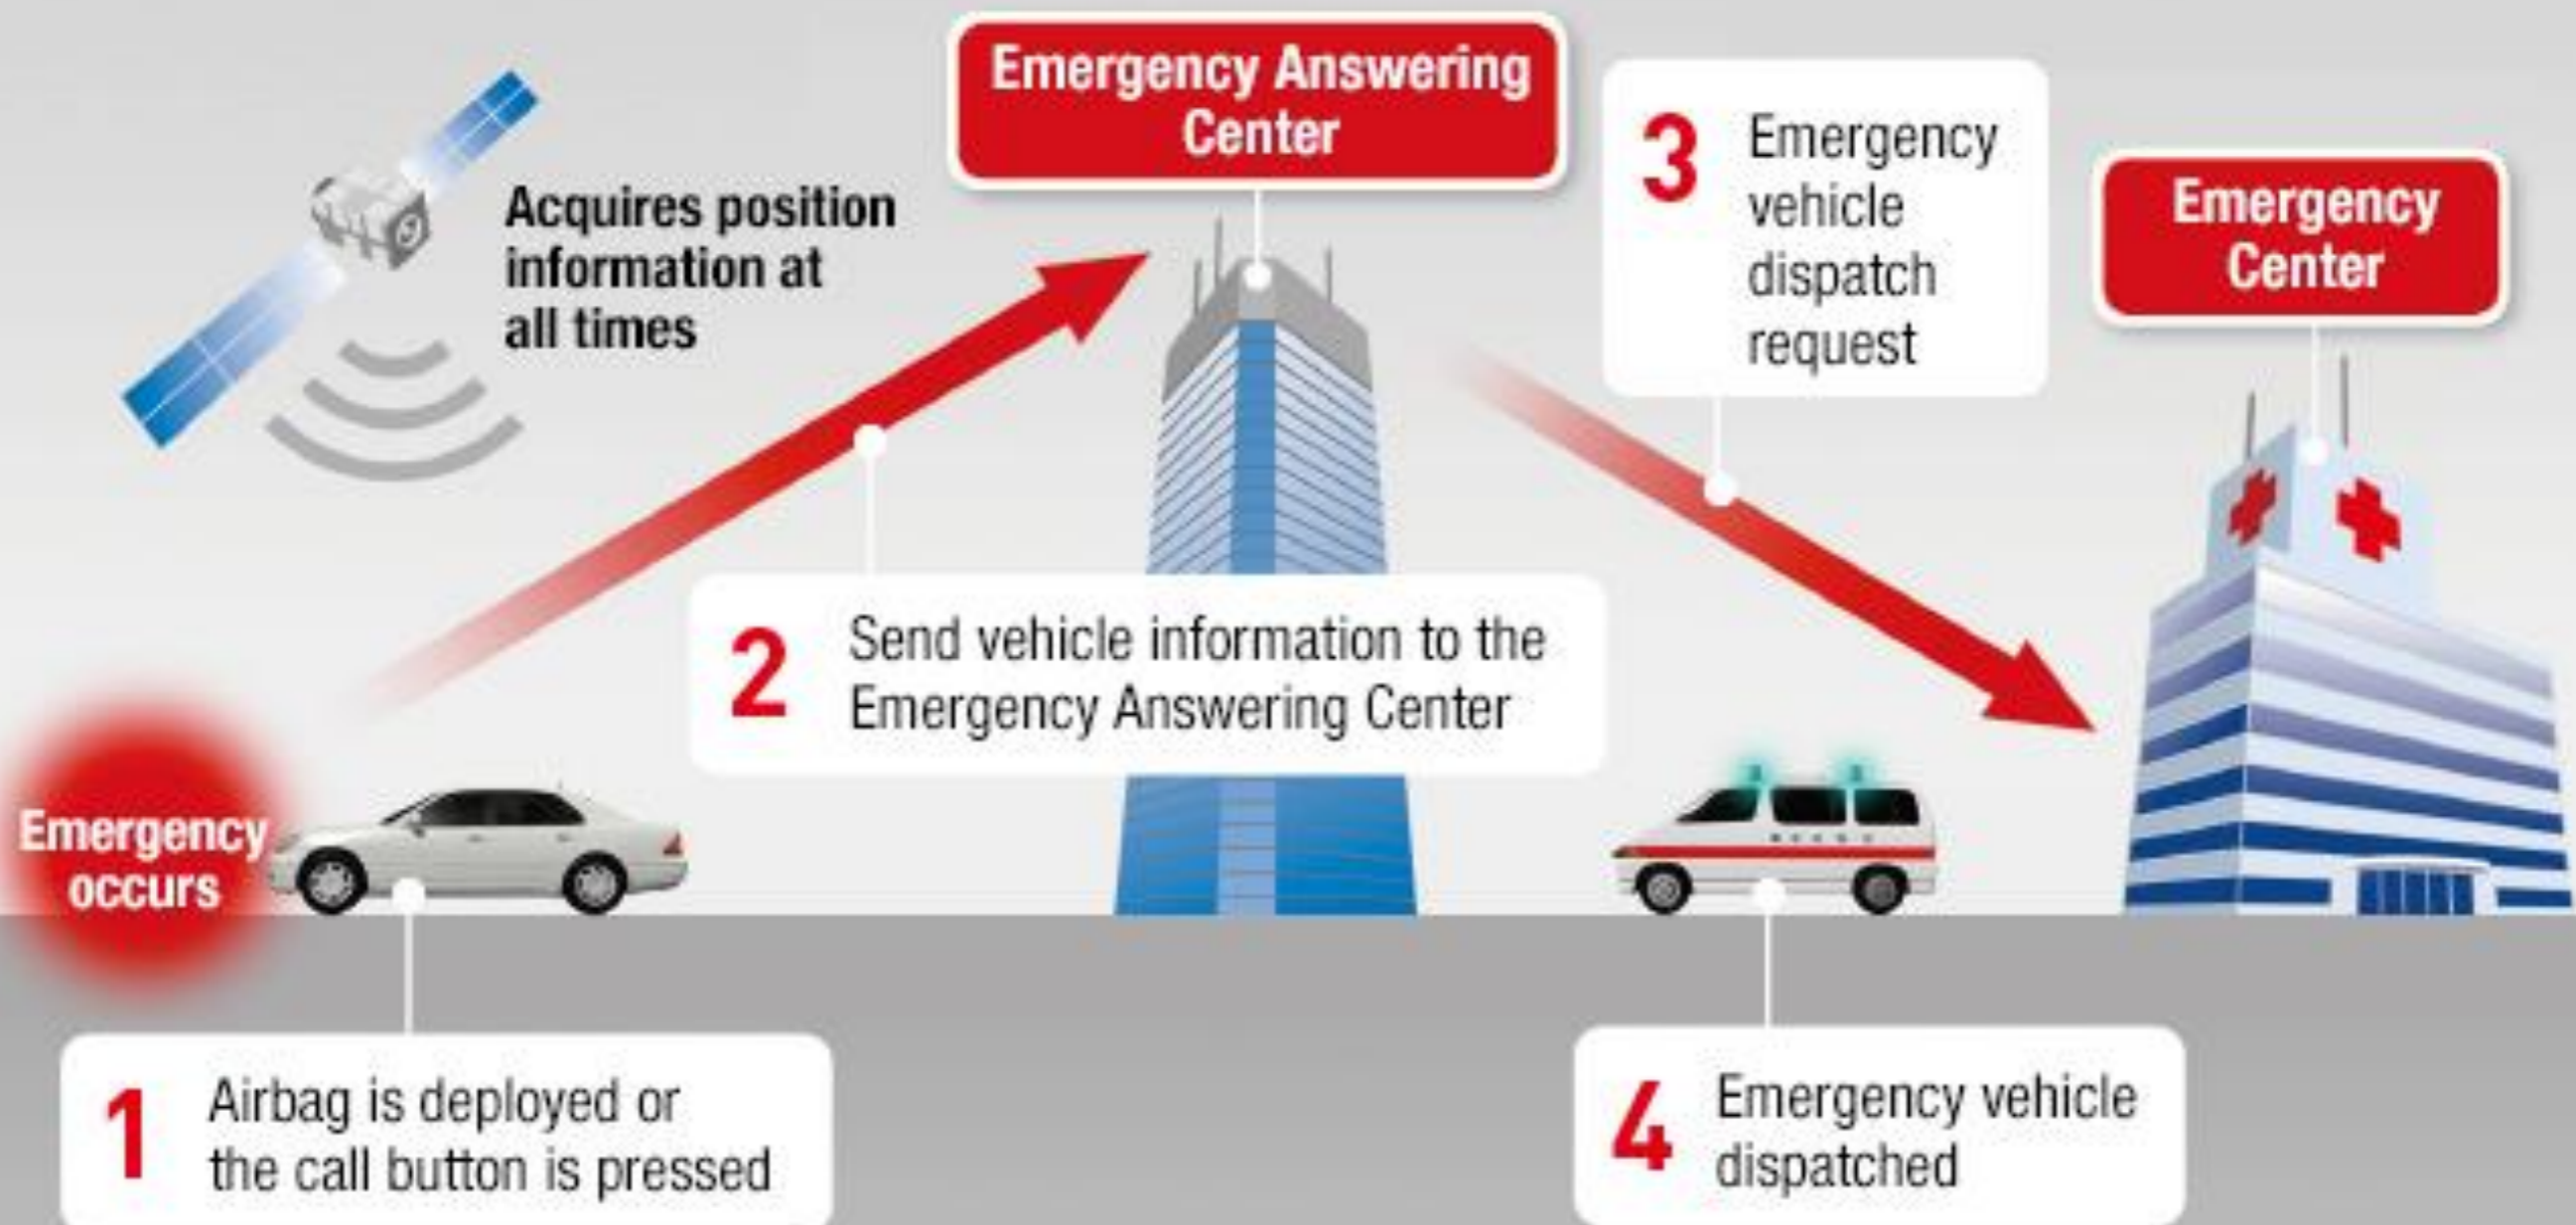 Emergency Answering
Center
Acquires position
information at
all times
3 Emergency
vehicle
dispatch
request
Emergency
Center
2 Send vehicle information to the
Emergency Answering Center
Emergency
occurs
1 Airbag is deployed or
the call button is pressed
4 Emergency vehicle
dispatched